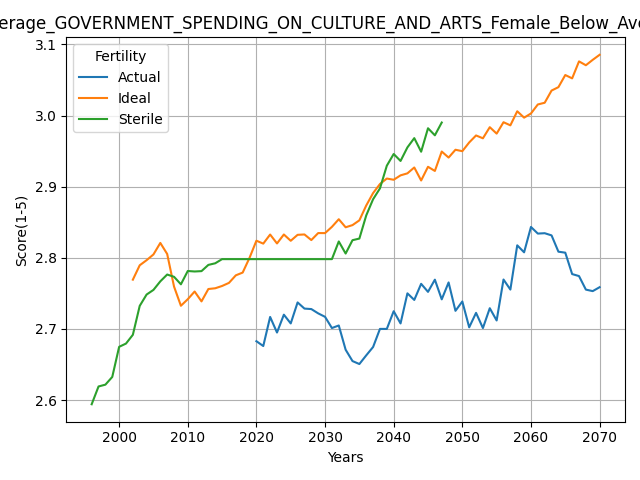 erage_GOVERNMENT_SPENDING_ON_CULTURE_AND_ARTS_Female_Below_Ave
Fertility
Actual
Ideal
Sterile
Score(1-5)
3.1
3.0
2.9
2.8
2.7
2.6
2000 2010 2020 2030 2040 2050 2060 2070
Years